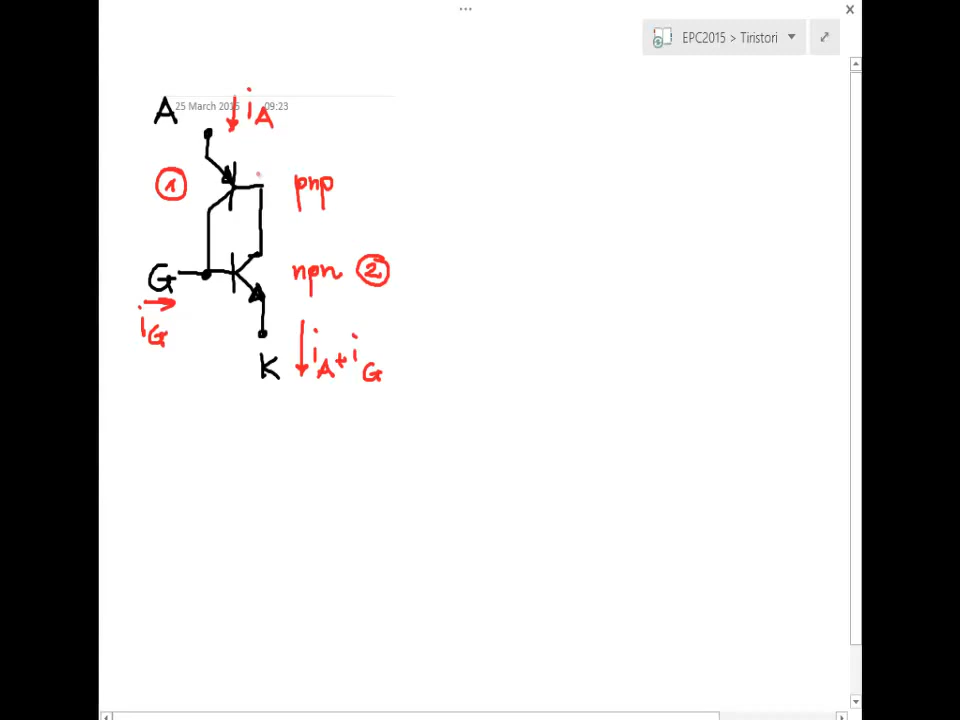 EPC2015 > Tiristori
25 March 2015 09:23
A iA
1 pnp
G npn 2
iG
iA+iG
K